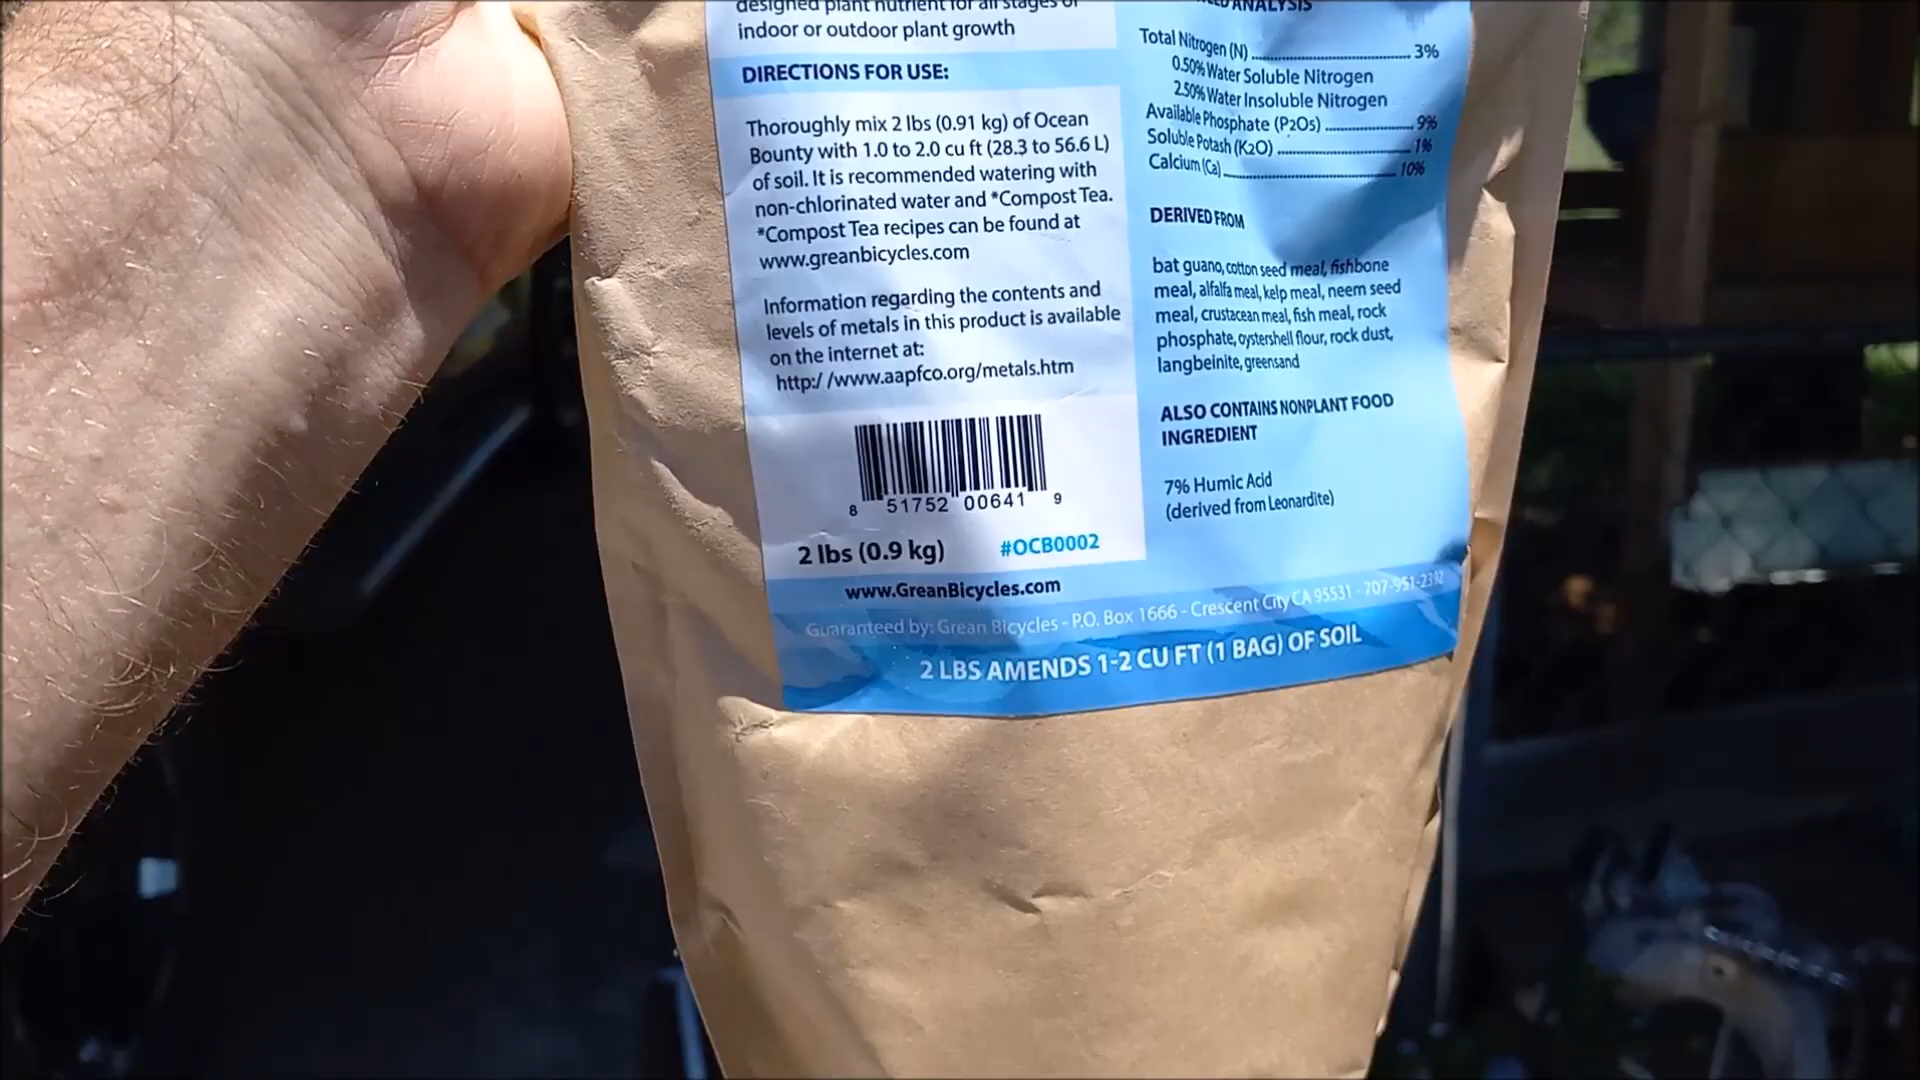 designed plant nutrient for all stages of
indoor or outdoor plant growth
DIRECTIONS FOR USE:
Thoroughly mix 2 lbs (0.91 kg) of Ocean
Bounty with 1.0 to 2.0 cu ft (28.3 to 56.6 L)
of soil. It is recommended watering with
non-chlorinated water and *Compost Tea.
*Compost Tea recipes can be found at
www.greanbicycles.com
Information regarding the contents and
levels of metals in this product is available
on the internet at:
http://www.aapfco.org/metals.htm
8 51752 00641 9
2 lbs (0.9 kg) #OCB0002
ANALYSIS
Total Nitrogen (N) 3%
0.50% Water Soluble Nitrogen
2.50% Water Insoluble Nitrogen
Available Phosphate (P2O5) 9%
Soluble Potash (K2O) 1%
Calcium (Ca) 10%
DERIVED FROM
bat guano, cotton seed meal, fishbone
meal, alfalfa meal, kelp meal, neem seed
meal, crustacean meal, fish meal, rock
phosphate, oystershell flour, rock dust,
langbeinite, greensand
ALSO CONTAINS NONPLANT FOOD
INGREDIENT
7% Humic Acid
(derived from Leonardite)
www.GreanBicycles.com
Guaranteed by: Grean Bicycles - P.O. Box 1666 - Crescent City CA 95531 - 707-951-2392
2 LBS AMENDS 1-2 CU FT (1 BAG) OF SOIL